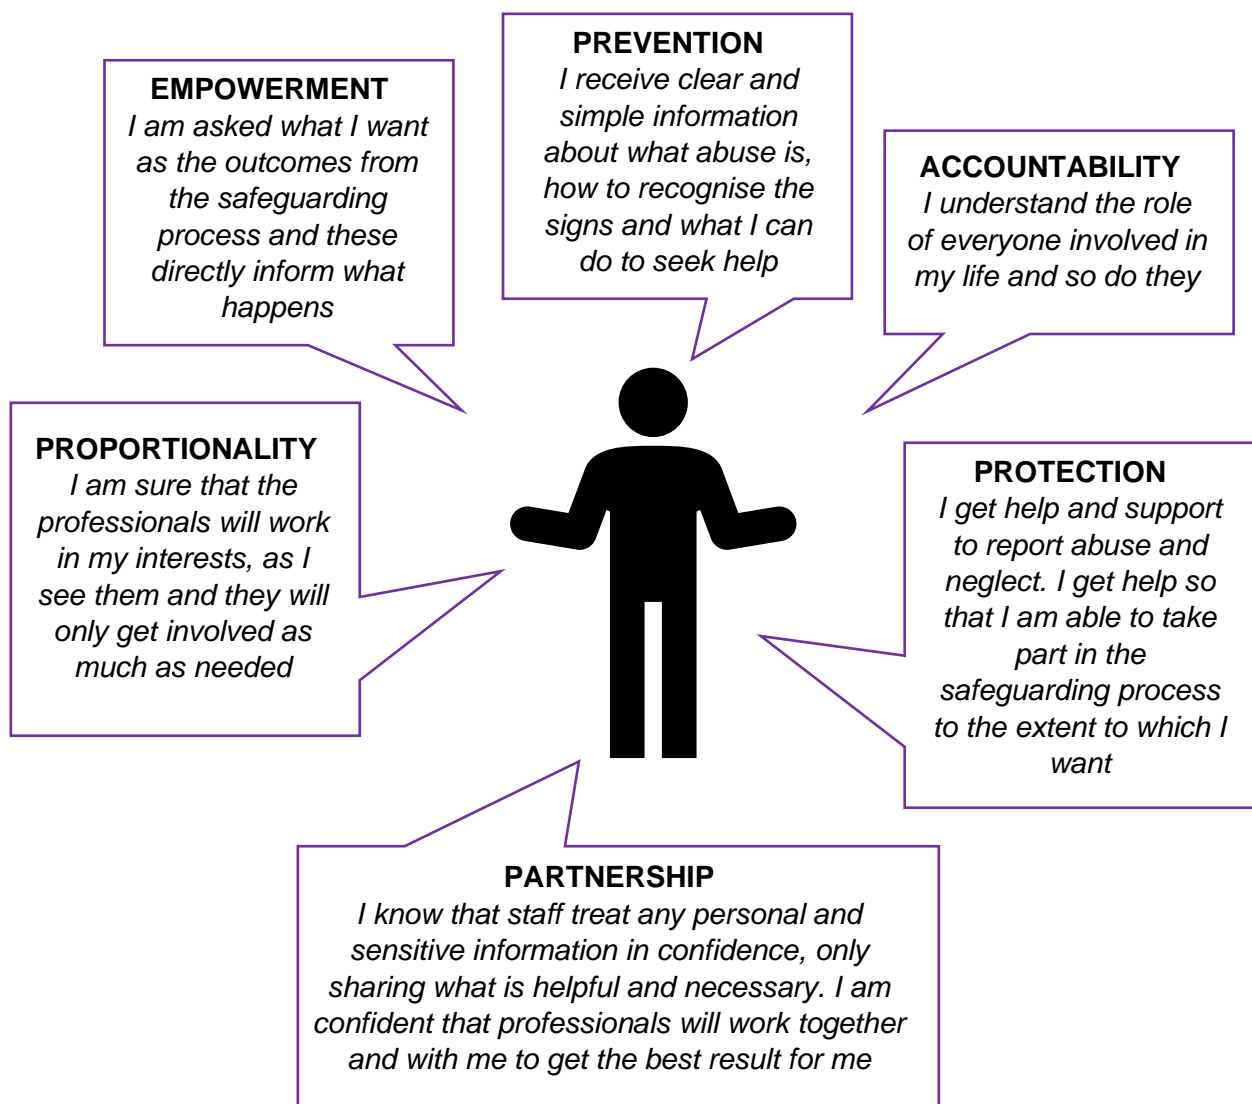 PREVENTION
I receive clear and
simple information
about what abuse is,
how to recognise the
signs and what I can
do to seek help
EMPOWERMENT
I am asked what I want
as the outcomes from
the safeguarding
process and these
directly inform what
happens
ACCOUNTABILITY
I understand the role
of everyone involved in
my life and so do they
PROPORTIONALITY
I am sure that the
professionals will work
in my interests, as I
see them and they will
only get involved as
much as needed
PROTECTION
I get help and support
to report abuse and
neglect. I get help so
that I am able to take
part in the
safeguarding process
to the extent to which I
want
PARTNERSHIP
I know that staff treat any personal and
sensitive information in confidence, only
sharing what is helpful and necessary. I am
confident that professionals will work together
and with me to get the best result for me